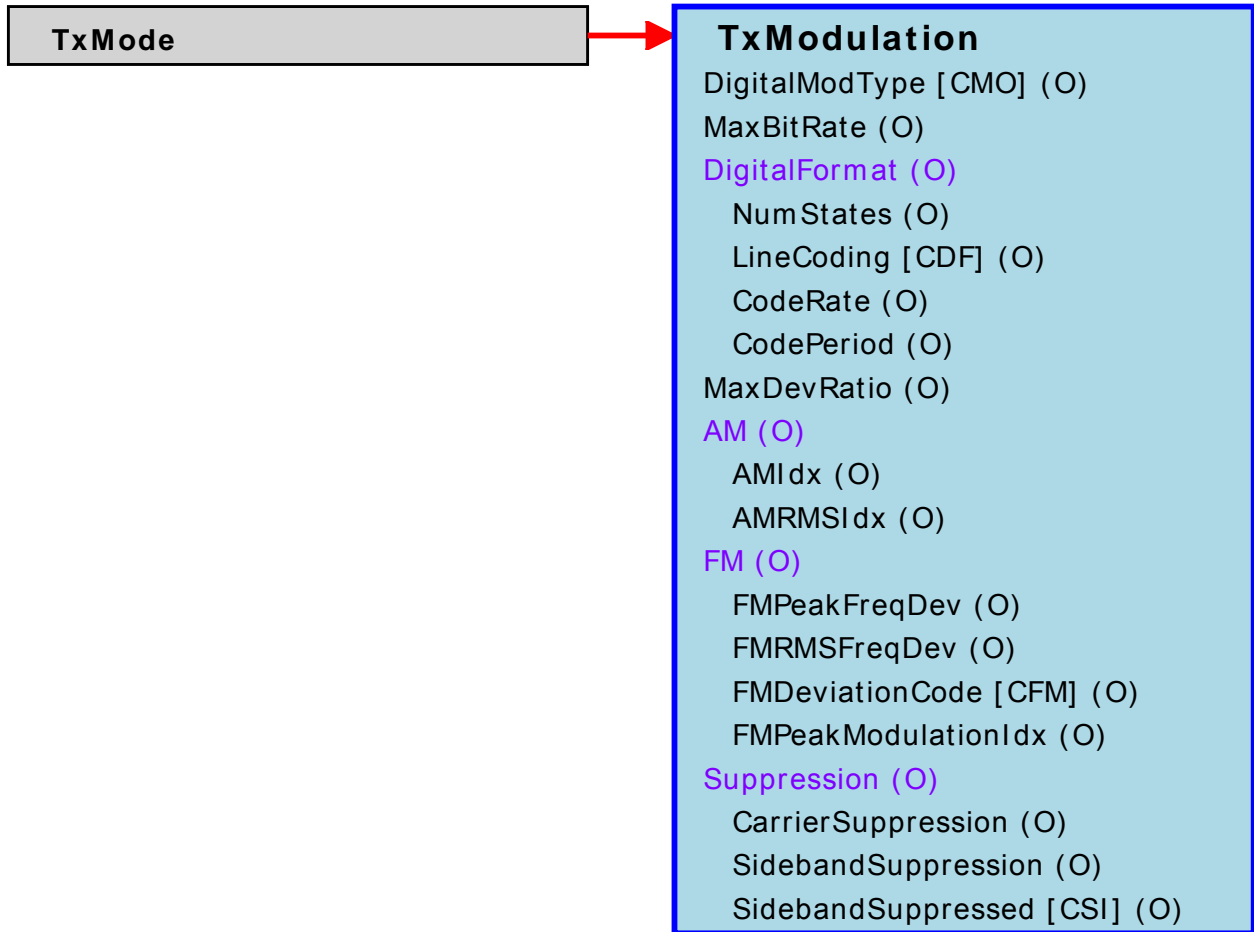 TxMode
TxModulation
DigitalModType [CMO] (O)
MaxBitRate (O)
DigitalFormat (O)
NumStates (O)
LineCoding [CDF] (O)
CodeRate (O)
CodePeriod (O)
MaxDevRatio (O)
AM (O)
AMIdx (O)
AMRMSIdx (O)
FM (O)
FMPeakFreqDev (O)
FMRMSFreqDev (O)
FMDeviationCode [CFM] (O)
FMPeakModulationIdx (O)
Suppression (O)
CarrierSuppression (O)
SidebandSuppression (O)
SidebandSuppressed [CSI] (O)